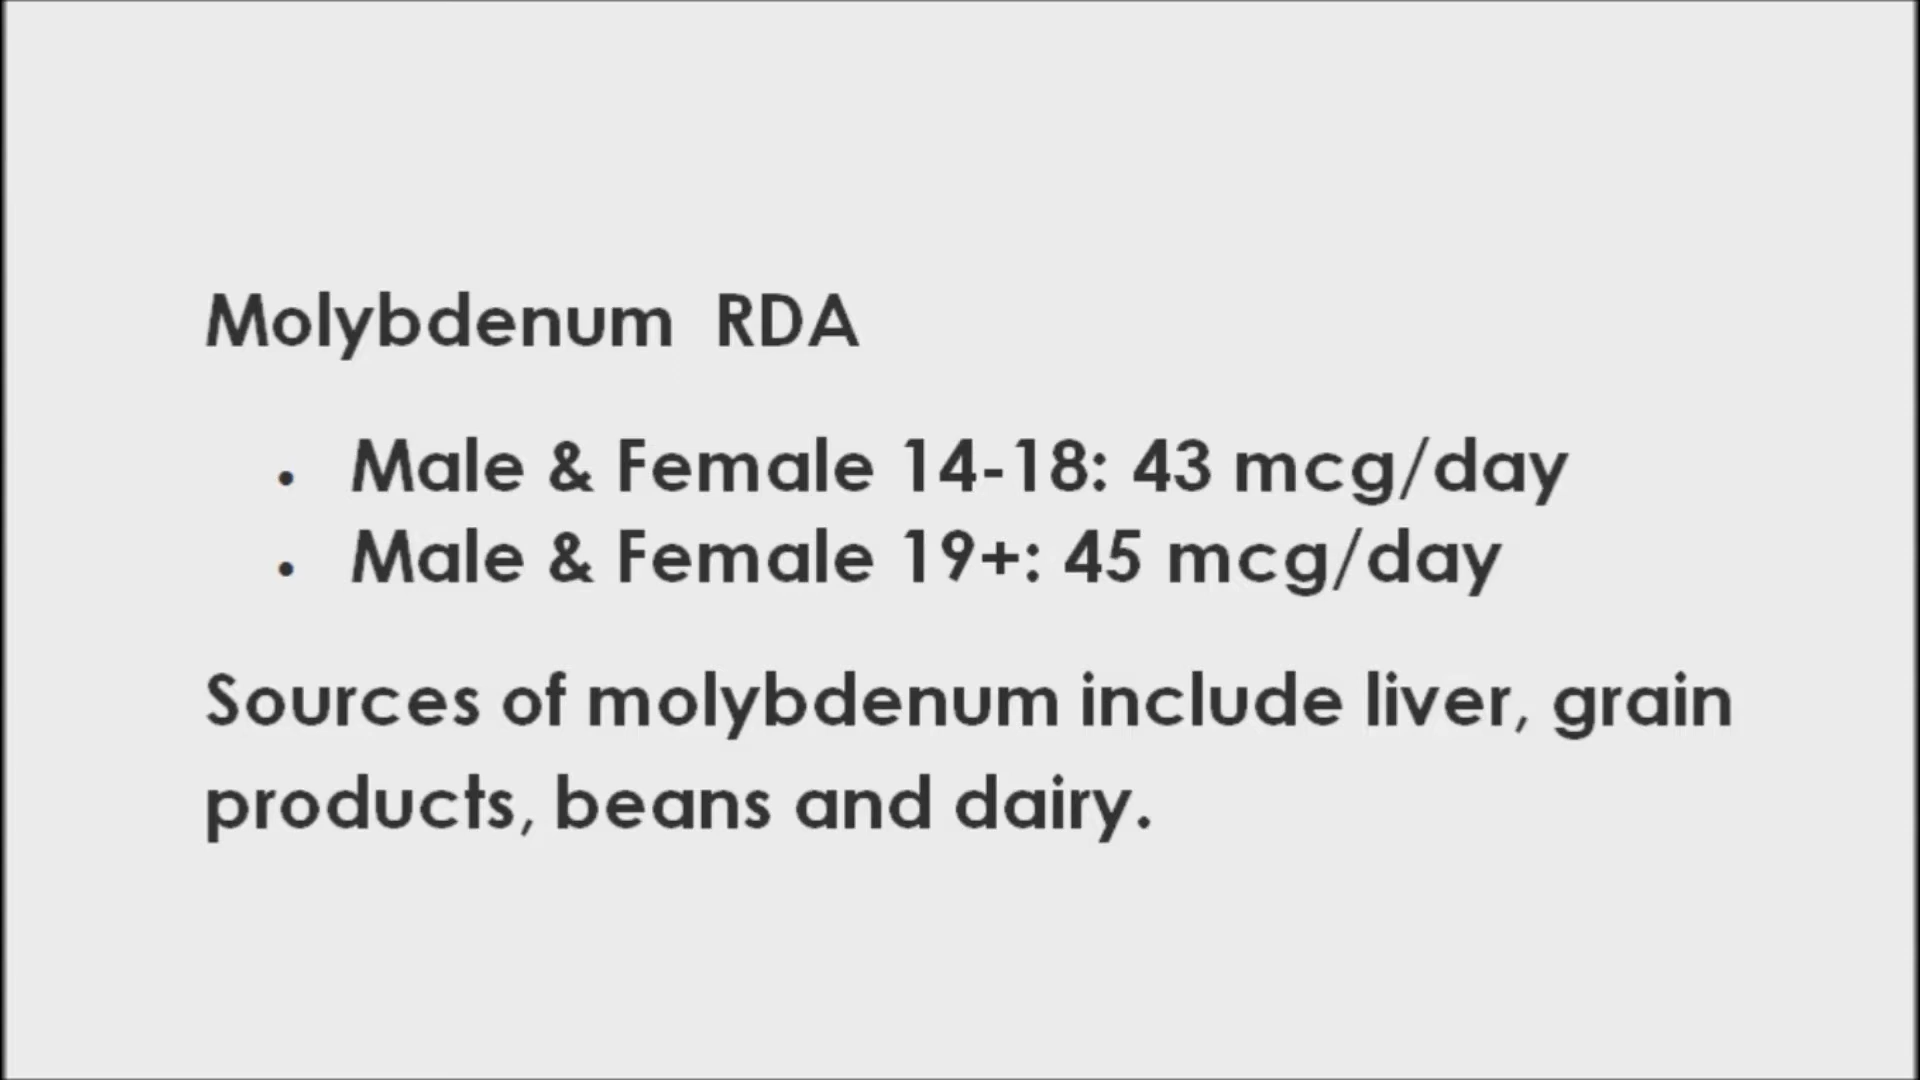 Molybdenum RDA
• Male & Female 14-18: 43 mcg/day
• Male & Female 19+: 45 mcg/day
Sources of molybdenum include liver, grain
products, beans and dairy.